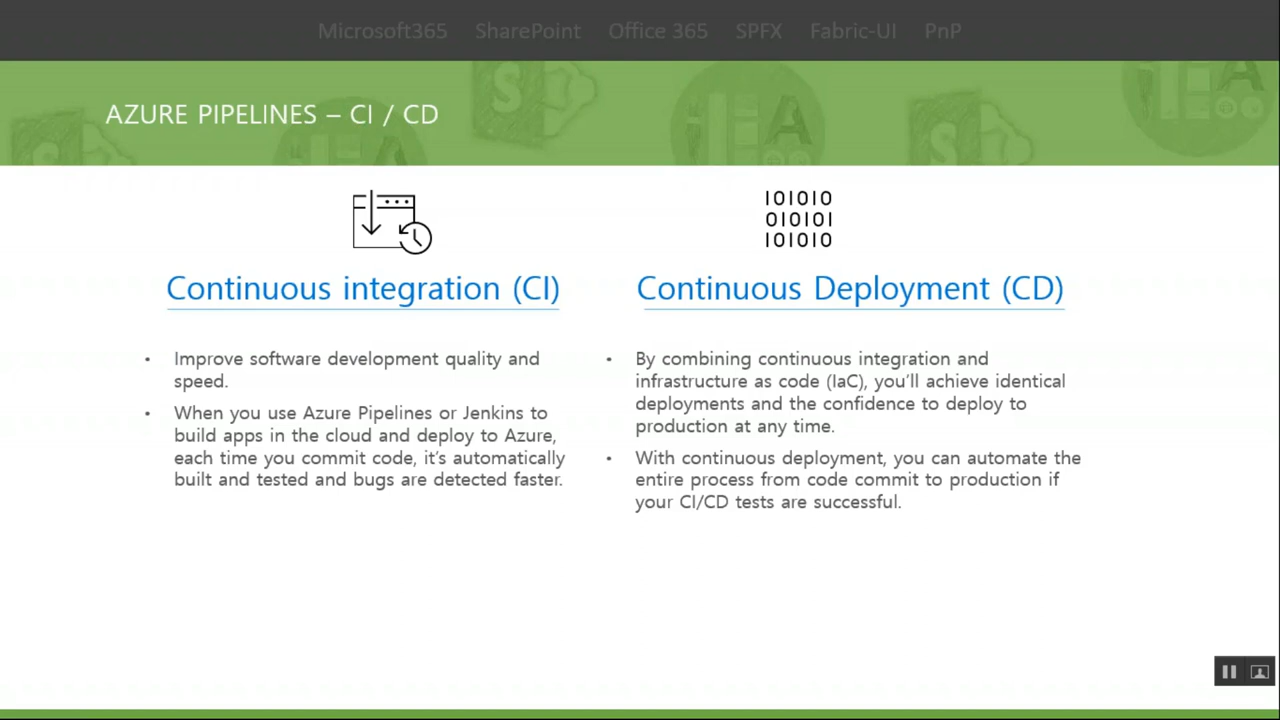 Microsoft365 SharePoint Office 365 SPFX Fabric-UI PnP
AZURE PIPELINES – CI / CD
101010
010101
101010
Continuous integration (CI)
• Improve software development quality and
speed.
• When you use Azure Pipelines or Jenkins to
build apps in the cloud and deploy to Azure,
each time you commit code, it’s automatically
built and tested and bugs are detected faster.
Continuous Deployment (CD)
• By combining continuous integration and
infrastructure as code (IaC), you’ll achieve identical
deployments and the confidence to deploy to
production at any time.
• With continuous deployment, you can automate the
entire process from code commit to production if
your CI/CD tests are successful.